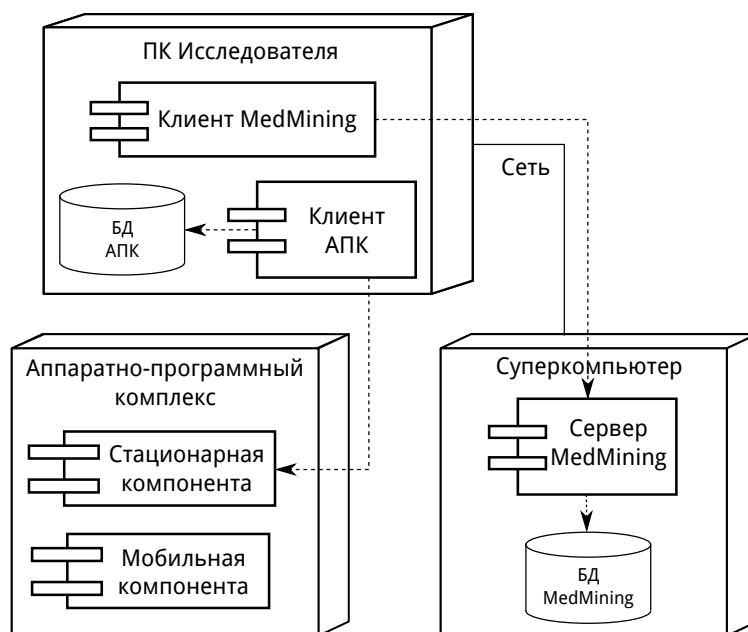 ПК Исследователя
Клиент MedMining
Сеть
Клиент
АПК
БД
АПК
Аппаратно-программный
комплекс
Стационарная
компонента
Мобильная
компонента
Суперкомпьютер
Сервер
MedMining
БД
MedMining